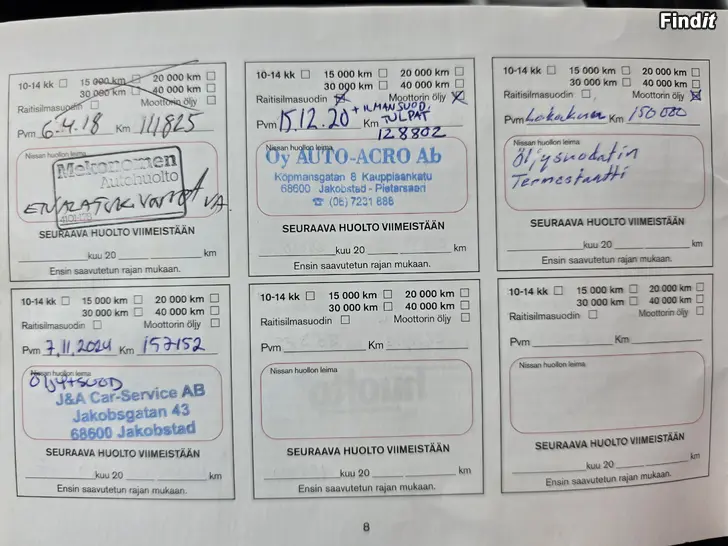 Findit
10-14 kk 15 000 km 20 000 km
30 000 km 40 000 km
Raitisilmasuodin Moottorin öljy
Pvm 6.4.18 Km 111825
Nissan huollon leima
Mekonomen
Autohuolto
SEURAAVA HUOLTO VIIMEISTÄÄN
kuu 20 km
Ensin saavutetun rajan mukaan.
10-14 kk 15 000 km 20 000 km
30 000 km 40 000 km
Raitisilmasuodin Moottorin öljy
+ ILMANSUOD.
TULPAT
Pvm 15.12.20 Km 128802
Nissan huollon leima
Oy AUTO-ACRO Ab
Köpmansgatan & Kauppiaankatu
68600 Jakobstad - Pietarsaari
☎ (06) 7231 688
SEURAAVA HUOLTO VIIMEISTÄÄN
kuu 20 km
Ensin saavutetun rajan mukaan.
10-14 kk 15 000 km 20 000 km
30 000 km 40 000 km
Raitisilmasuodin Moottorin öljy
Pvm Lokakuu Km 150 000
Nissan huollon leima
Öljysuodatin
Termostaatti
SEURAAVA HUOLTO VIIMEISTÄÄN
kuu 20 km
Ensin saavutetun rajan mukaan.
10-14 kk 15 000 km 20 000 km
30 000 km 40 000 km
Raitisilmasuodin Moottorin öljy
Pvm 7.11.2024 Km 157152
Nissan huollon leima
ÖLJY+SUOD
J&A Car-Service AB
Jakobsgatan 43
68600 Jakobstad
SEURAAVA HUOLTO VIIMEISTÄÄN
kuu 20 km
Ensin saavutetun rajan mukaan.
10-14 kk 15 000 km 20 000 km
30 000 km 40 000 km
Raitisilmasuodin Moottorin öljy
Pvm Km
Nissan huollon leima
SEURAAVA HUOLTO VIIMEISTÄÄN
kuu 20 km
Ensin saavutetun rajan mukaan.
10-14 kk 15 000 km 20 000 km
30 000 km 40 000 km
Raitisilmasuodin Moottorin öljy
Pvm Km
Nissan huollon leima
SEURAAVA HUOLTO VIIMEISTÄÄN
kuu 20 km
Ensin saavutetun rajan mukaan.
8